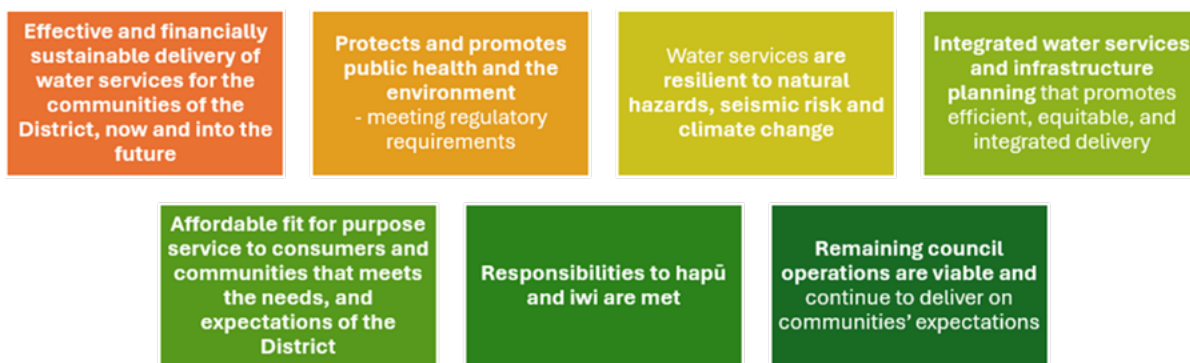 Effective and financially
sustainable delivery of
water services for the
communities of the
District, now and into the
future
Protects and promotes
public health and the
environment
- meeting regulatory
requirements
Water services are
resilient to natural
hazards, seismic risk and
climate change
Integrated water services
and infrastructure
planning that promotes
efficient, equitable, and
integrated delivery
Affordable fit for purpose
service to consumers and
communities that meets
the needs, and
expectations of the
District
Responsibilities to hapū
and iwi are met
Remaining council
operations are viable and
continue to deliver on
communities' expectations